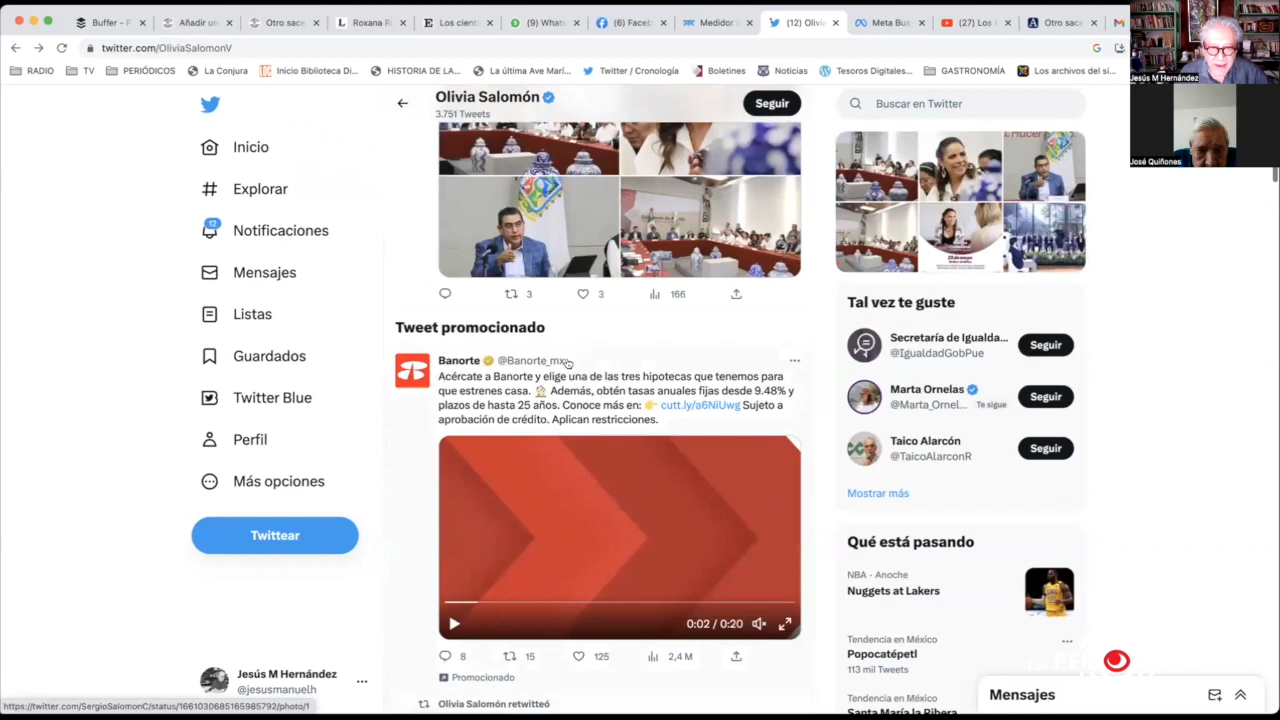 Buffer - P
Añadir un
Otro sace
Roxana Ri
Los cient
(9) What
(6) Faceb
Medidor
(12) Olivia
Meta Bus
(27) Los
Otro sace
twitter.com/OliviaSalomonV
RADIO
TV
PERIÓDICOS
La Conjura
Inicio Biblioteca Di...
HISTORIA DE LA...
La última Ave Marí...
Twitter / Cronología
Boletines
Noticias
Tesoros Digitales...
GASTRONOMÍA
Los archivos del si...
Jesús M Hernández
José Quiñones
Olivia Salomón
3.751 Tweets
Seguir
Buscar en Twitter
Inicio
Explorar
12
Notificaciones
Mensajes
Listas
Guardados
Twitter Blue
Perfil
Más opciones
Twittear
Jesús M Hernández
@jesusmanuelh
3
3
166
Tweet promocionado
Banorte @Banorte_mx
Acércate a Banorte y elige una de las tres hipotecas que tenemos para
que estrenes casa. Además, obtén tasas anuales fijas desde 9.48% y
plazos de hasta 25 años. Conoce más en: cutt.ly/a6NiUwg Sujeto a
aprobación de crédito. Aplican restricciones.
0:02 / 0:20
8
15
125
2,4 M
Promocionado
Olivia Salomón retwitteó
Tal vez te guste
Secretaría de Igualda...
@IgualdadGobPue
Seguir
Marta Ornelas
@Marta_Ornel...
Te sigue
Seguir
Taico Alarcón
@TaicoAlarconR
Seguir
Mostrar más
Qué está pasando
NBA - Anoche
Nuggets at Lakers
Tendencia en México
Popocatépetl
113 mil Tweets
Tendencia en México
Santa María la Ribera
Mensajes
https://twitter.com/SergioSalomonC/status/1661030685165985792/photo/1